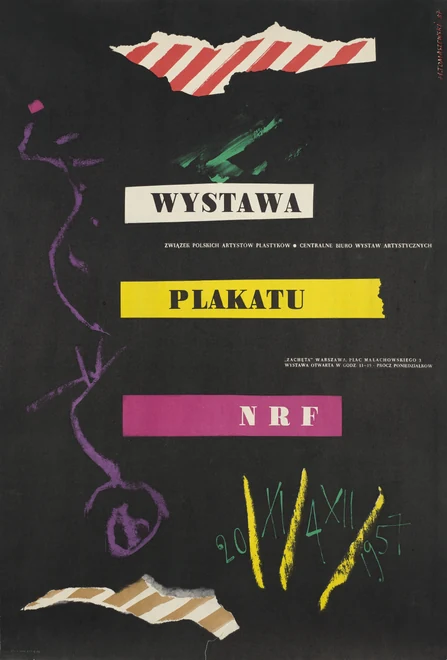 WYSTAWA
ZWIĄZEK POLSKICH ARTYSTÓW PLASTYKÓW ● CENTRALNE BIURO WYSTAW ARTYSTYCZNYCH
PLAKATU
„ZACHĘTA" WARSZAWA, PLAC MAŁACHOWSKIEGO 3
WYSTAWA OTWARTA W GODZ. 11–19 PRÓCZ PONIEDZIAŁKÓW
NRF
20 XI 4 XII 1957